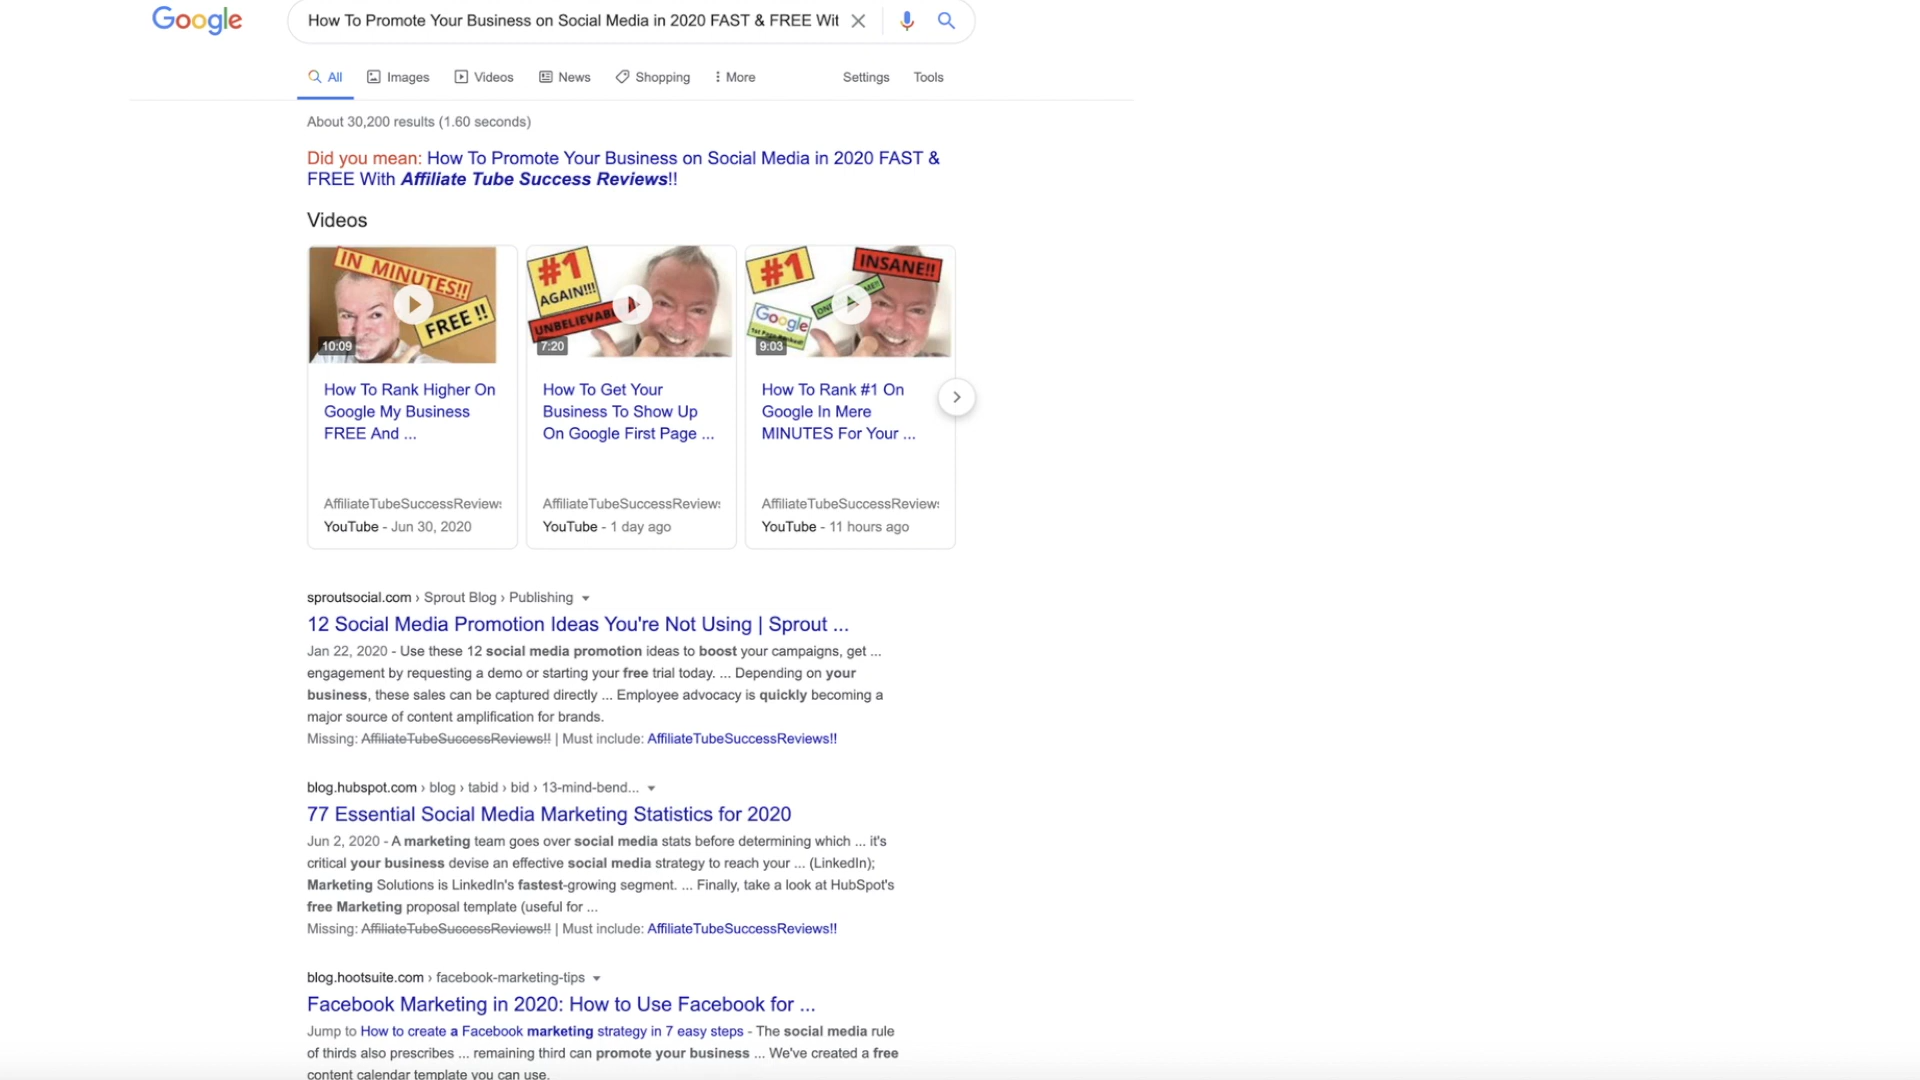 Google
How To Promote Your Business on Social Media in 2020 FAST & FREE Wit
All Images Videos News Shopping More Settings Tools
About 30,200 results (1.60 seconds)
Did you mean: How To Promote Your Business on Social Media in 2020 FAST &
FREE With Affiliate Tube Success Reviews!!
Videos
IN MINUTES!!
FREE !!
10:09
How To Rank Higher On
Google My Business
FREE And ...
AffiliateTubeSuccessReviews
YouTube - Jun 30, 2020
#1
AGAIN!!!
7:20
How To Get Your
Business To Show Up
On Google First Page ...
AffiliateTubeSuccessReviews
YouTube - 1 day ago
#1
INSANE!!
Google
9:03
How To Rank #1 On
Google In Mere
MINUTES For Your ...
AffiliateTubeSuccessReviews
YouTube - 11 hours ago
sproutsocial.com › Sprout Blog › Publishing
12 Social Media Promotion Ideas You're Not Using | Sprout ...
Jan 22, 2020 - Use these 12 social media promotion ideas to boost your campaigns, get ...
engagement by requesting a demo or starting your free trial today. ... Depending on your
business, these sales can be captured directly ... Employee advocacy is quickly becoming a
major source of content amplification for brands.
Missing: AffiliateTubeSuccessReviews!! | Must include: AffiliateTubeSuccessReviews!!
blog.hubspot.com › blog › tabid › bid › 13-mind-bend...
77 Essential Social Media Marketing Statistics for 2020
Jun 2, 2020 - A marketing team goes over social media stats before determining which ... it's
critical your business devise an effective social media strategy to reach your ... (LinkedIn);
Marketing Solutions is LinkedIn's fastest-growing segment. ... Finally, take a look at HubSpot's
free Marketing proposal template (useful for ...
Missing: AffiliateTubeSuccessReviews!! | Must include: AffiliateTubeSuccessReviews!!
blog.hootsuite.com › facebook-marketing-tips
Facebook Marketing in 2020: How to Use Facebook for ...
Jump to How to create a Facebook marketing strategy in 7 easy steps - The social media rule
of thirds also prescribes ... remaining third can promote your business ... We've created a free
content calendar template you can use.